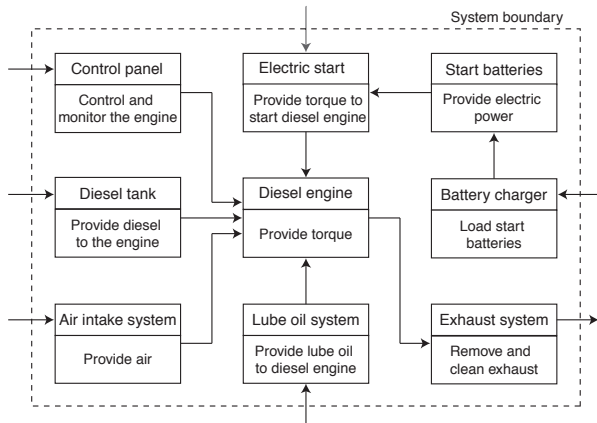 System boundary
Control panel
Control and
monitor the engine
Electric start
Provide torque to
start diesel engine
Start batteries
Provide electric
power
Diesel tank
Provide diesel
to the engine
Diesel engine
Provide torque
Battery charger
Load start
batteries
Air intake system
Provide air
Lube oil system
Provide lube oil
to diesel engine
Exhaust system
Remove and
clean exhaust